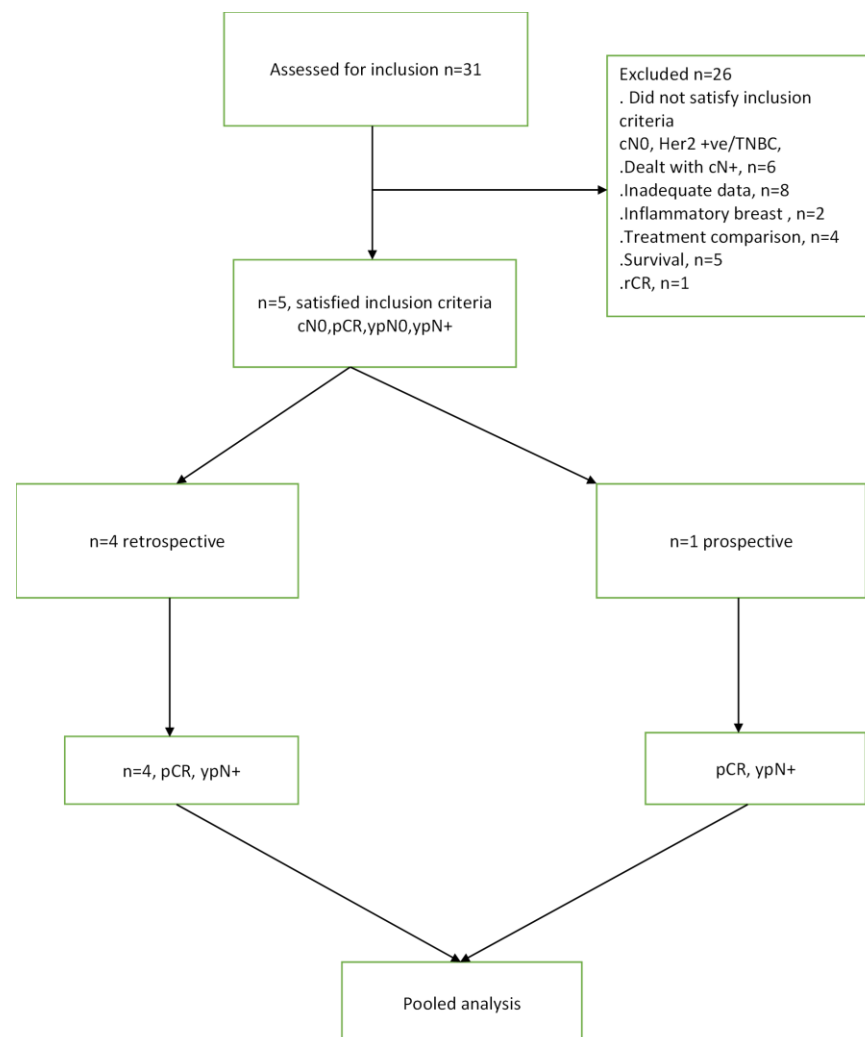 Assessed for inclusion n=31
Excluded n=26
. Did not satisfy inclusion
criteria
cN0, Her2 +ve/TNBC,
.Dealt with cN+, n=6
.Inadequate data, n=8
.Inflammatory breast , n=2
.Treatment comparison, n=4
.Survival, n=5
.rCR, n=1
n=5, satisfied inclusion criteria
cN0,pCR,ypN0,ypN+
n=4 retrospective
n=1 prospective
n=4, pCR, ypN+
pCR, ypN+
Pooled analysis